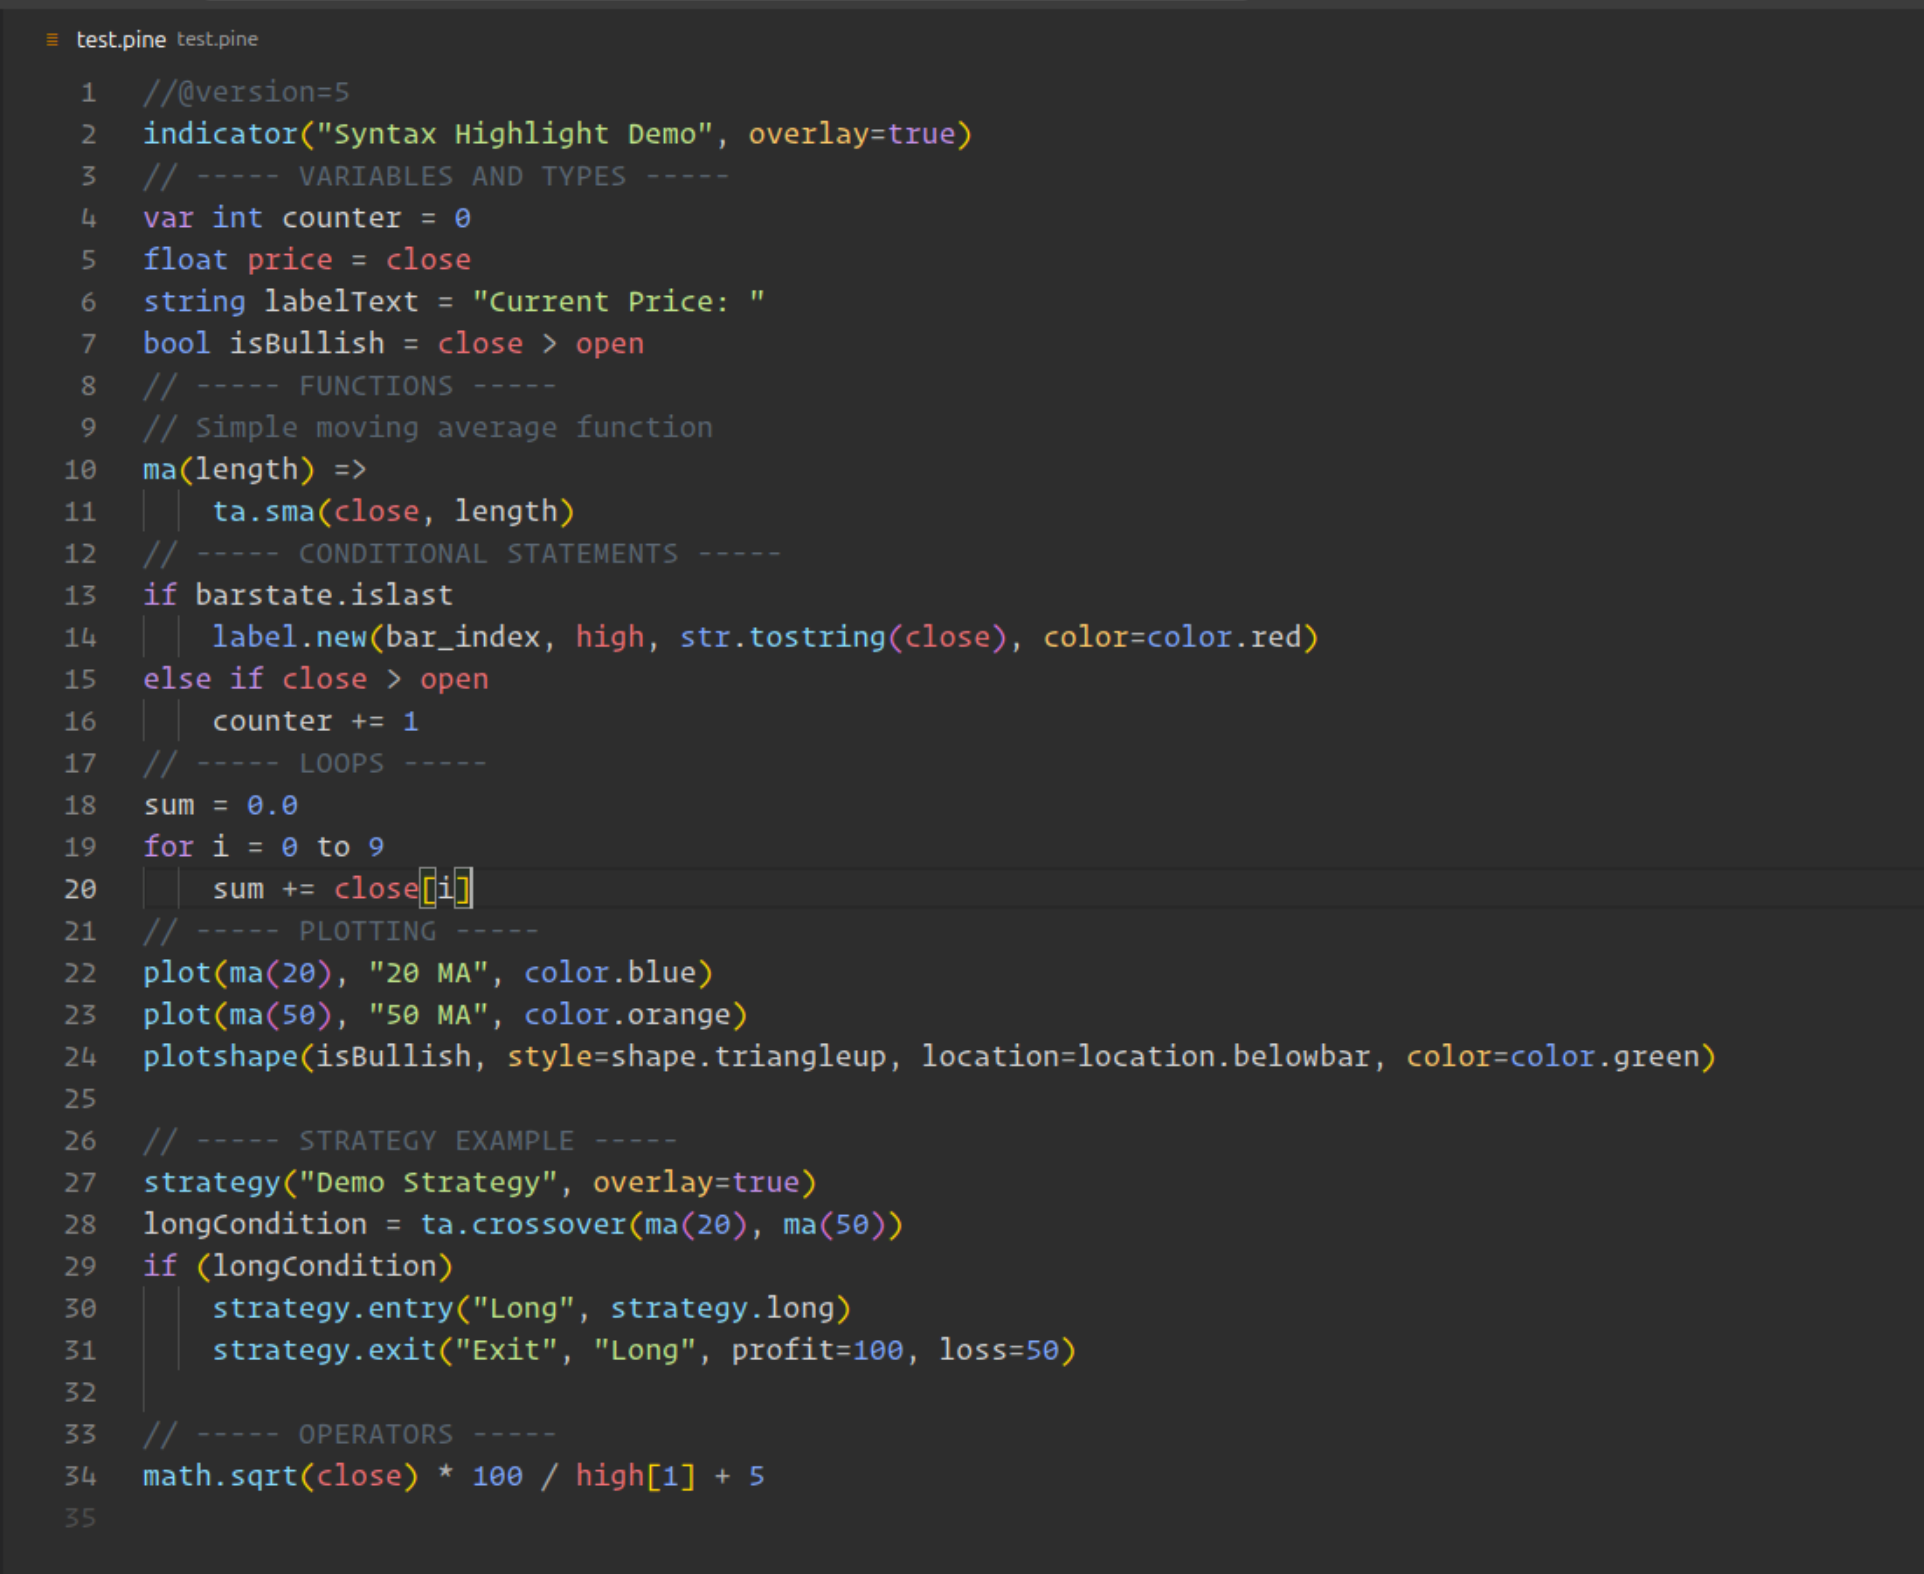 test.pine test.pine
1 //@version=5
2 indicator("Syntax Highlight Demo", overlay=true)
3 // ----- VARIABLES AND TYPES -----
4 var int counter = 0
5 float price = close
6 string labelText = "Current Price: "
7 bool isBullish = close > open
8 // ----- FUNCTIONS -----
9 // Simple moving average function
10 ma(length) =>
11     ta.sma(close, length)
12 // ----- CONDITIONAL STATEMENTS -----
13 if barstate.islast
14     label.new(bar_index, high, str.tostring(close), color=color.red)
15 else if close > open
16     counter += 1
17 // ----- LOOPS -----
18 sum = 0.0
19 for i = 0 to 9
20     sum += close[i]
21 // ----- PLOTTING -----
22 plot(ma(20), "20 MA", color.blue)
23 plot(ma(50), "50 MA", color.orange)
24 plotshape(isBullish, style=shape.triangleup, location=location.belowbar, color=color.green)
25
26 // ----- STRATEGY EXAMPLE -----
27 strategy("Demo Strategy", overlay=true)
28 longCondition = ta.crossover(ma(20), ma(50))
29 if (longCondition)
30     strategy.entry("Long", strategy.long)
31     strategy.exit("Exit", "Long", profit=100, loss=50)
32
33 // ----- OPERATORS -----
34 math.sqrt(close) * 100 / high[1] + 5
35